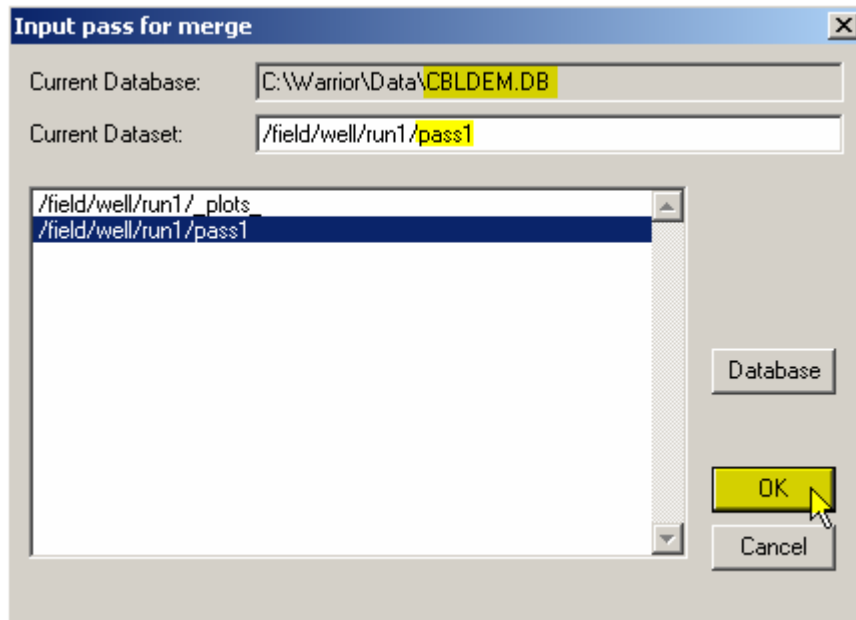 Input pass for merge
Current Database: C:\Warrior\Data\CBLDEM.DB
Current Dataset: /field/well/run1/pass1
/field/well/run1/_plots_
/field/well/run1/pass1
Database
OK
Cancel